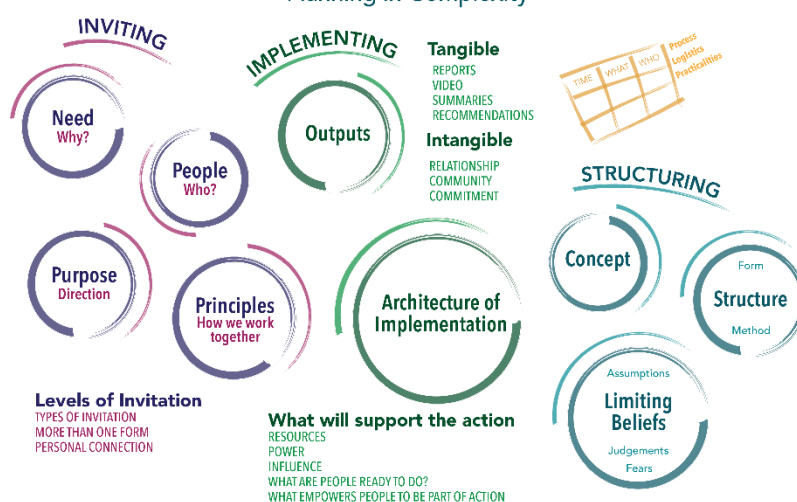 Planning in Complexity
INVITING
Need
Why?
People
Who?
Purpose
Direction
Principles
How we work
together
Levels of Invitation
TYPES OF INVITATION
MORE THAN ONE FORM
PERSONAL CONNECTION
IMPLEMENTING
Outputs
Tangible
REPORTS
VIDEO
SUMMARIES
RECOMMENDATIONS
Intangible
RELATIONSHIP
COMMUNITY
COMMITMENT
Architecture of
Implementation
What will support the action
RESOURCES
POWER
INFLUENCE
WHAT ARE PEOPLE READY TO DO?
WHAT EMPOWERS PEOPLE TO BE PART OF ACTION
TIME WHAT WHO
Process
Logistics
Practicalities
STRUCTURING
Concept
Form
Structure
Method
Assumptions
Limiting
Beliefs
Judgements
Fears